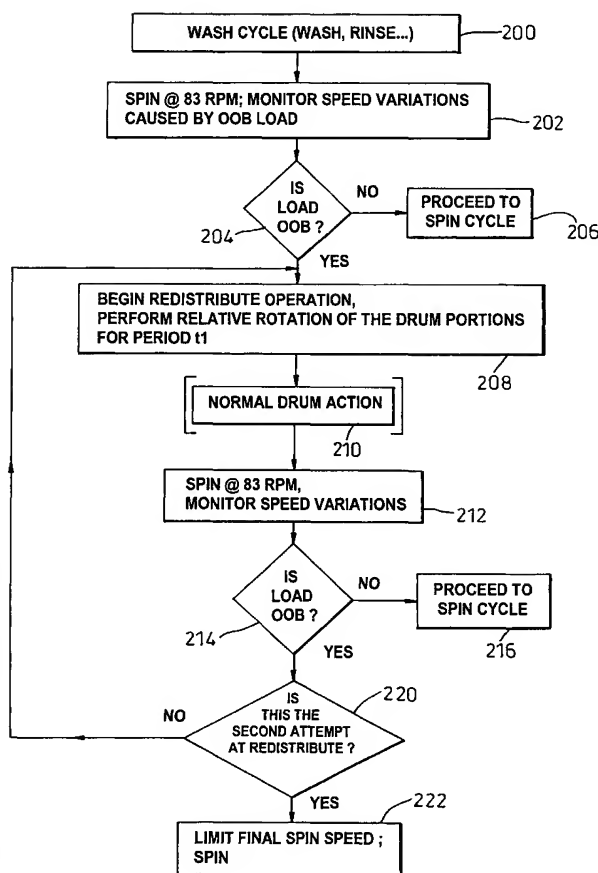 WASH CYCLE (WASH, RINSE...)
200
SPIN @ 83 RPM; MONITOR SPEED VARIATIONS
CAUSED BY OOB LOAD
202
IS
LOAD
OOB ?
204
NO
PROCEED TO
SPIN CYCLE
206
YES
BEGIN REDISTRIBUTE OPERATION,
PERFORM RELATIVE ROTATION OF THE DRUM PORTIONS
FOR PERIOD t1
208
NORMAL DRUM ACTION
210
SPIN @ 83 RPM,
MONITOR SPEED VARIATIONS
212
IS
LOAD
OOB ?
214
NO
PROCEED TO
SPIN CYCLE
216
YES
IS
THIS THE
SECOND ATTEMPT
AT REDISTRIBUTE ?
220
NO
YES
222
LIMIT FINAL SPIN SPEED ;
SPIN